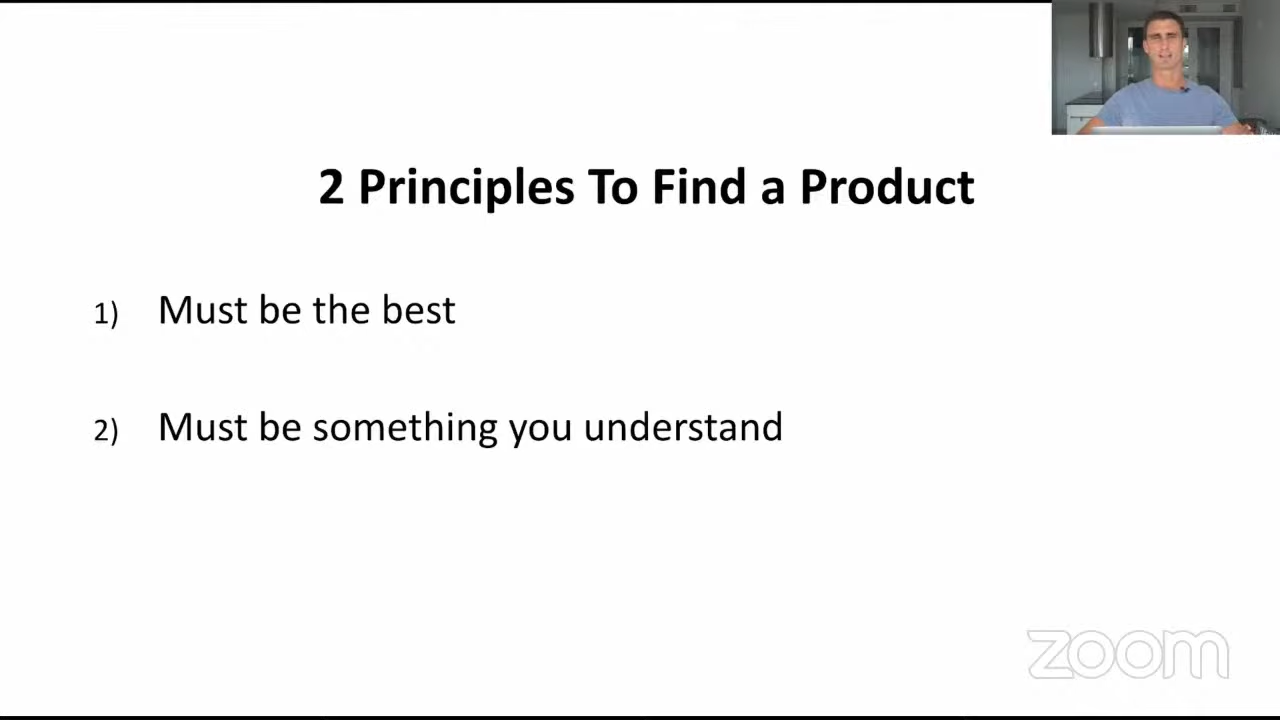 2 Principles To Find a Product
1) Must be the best
2) Must be something you understand
zoom